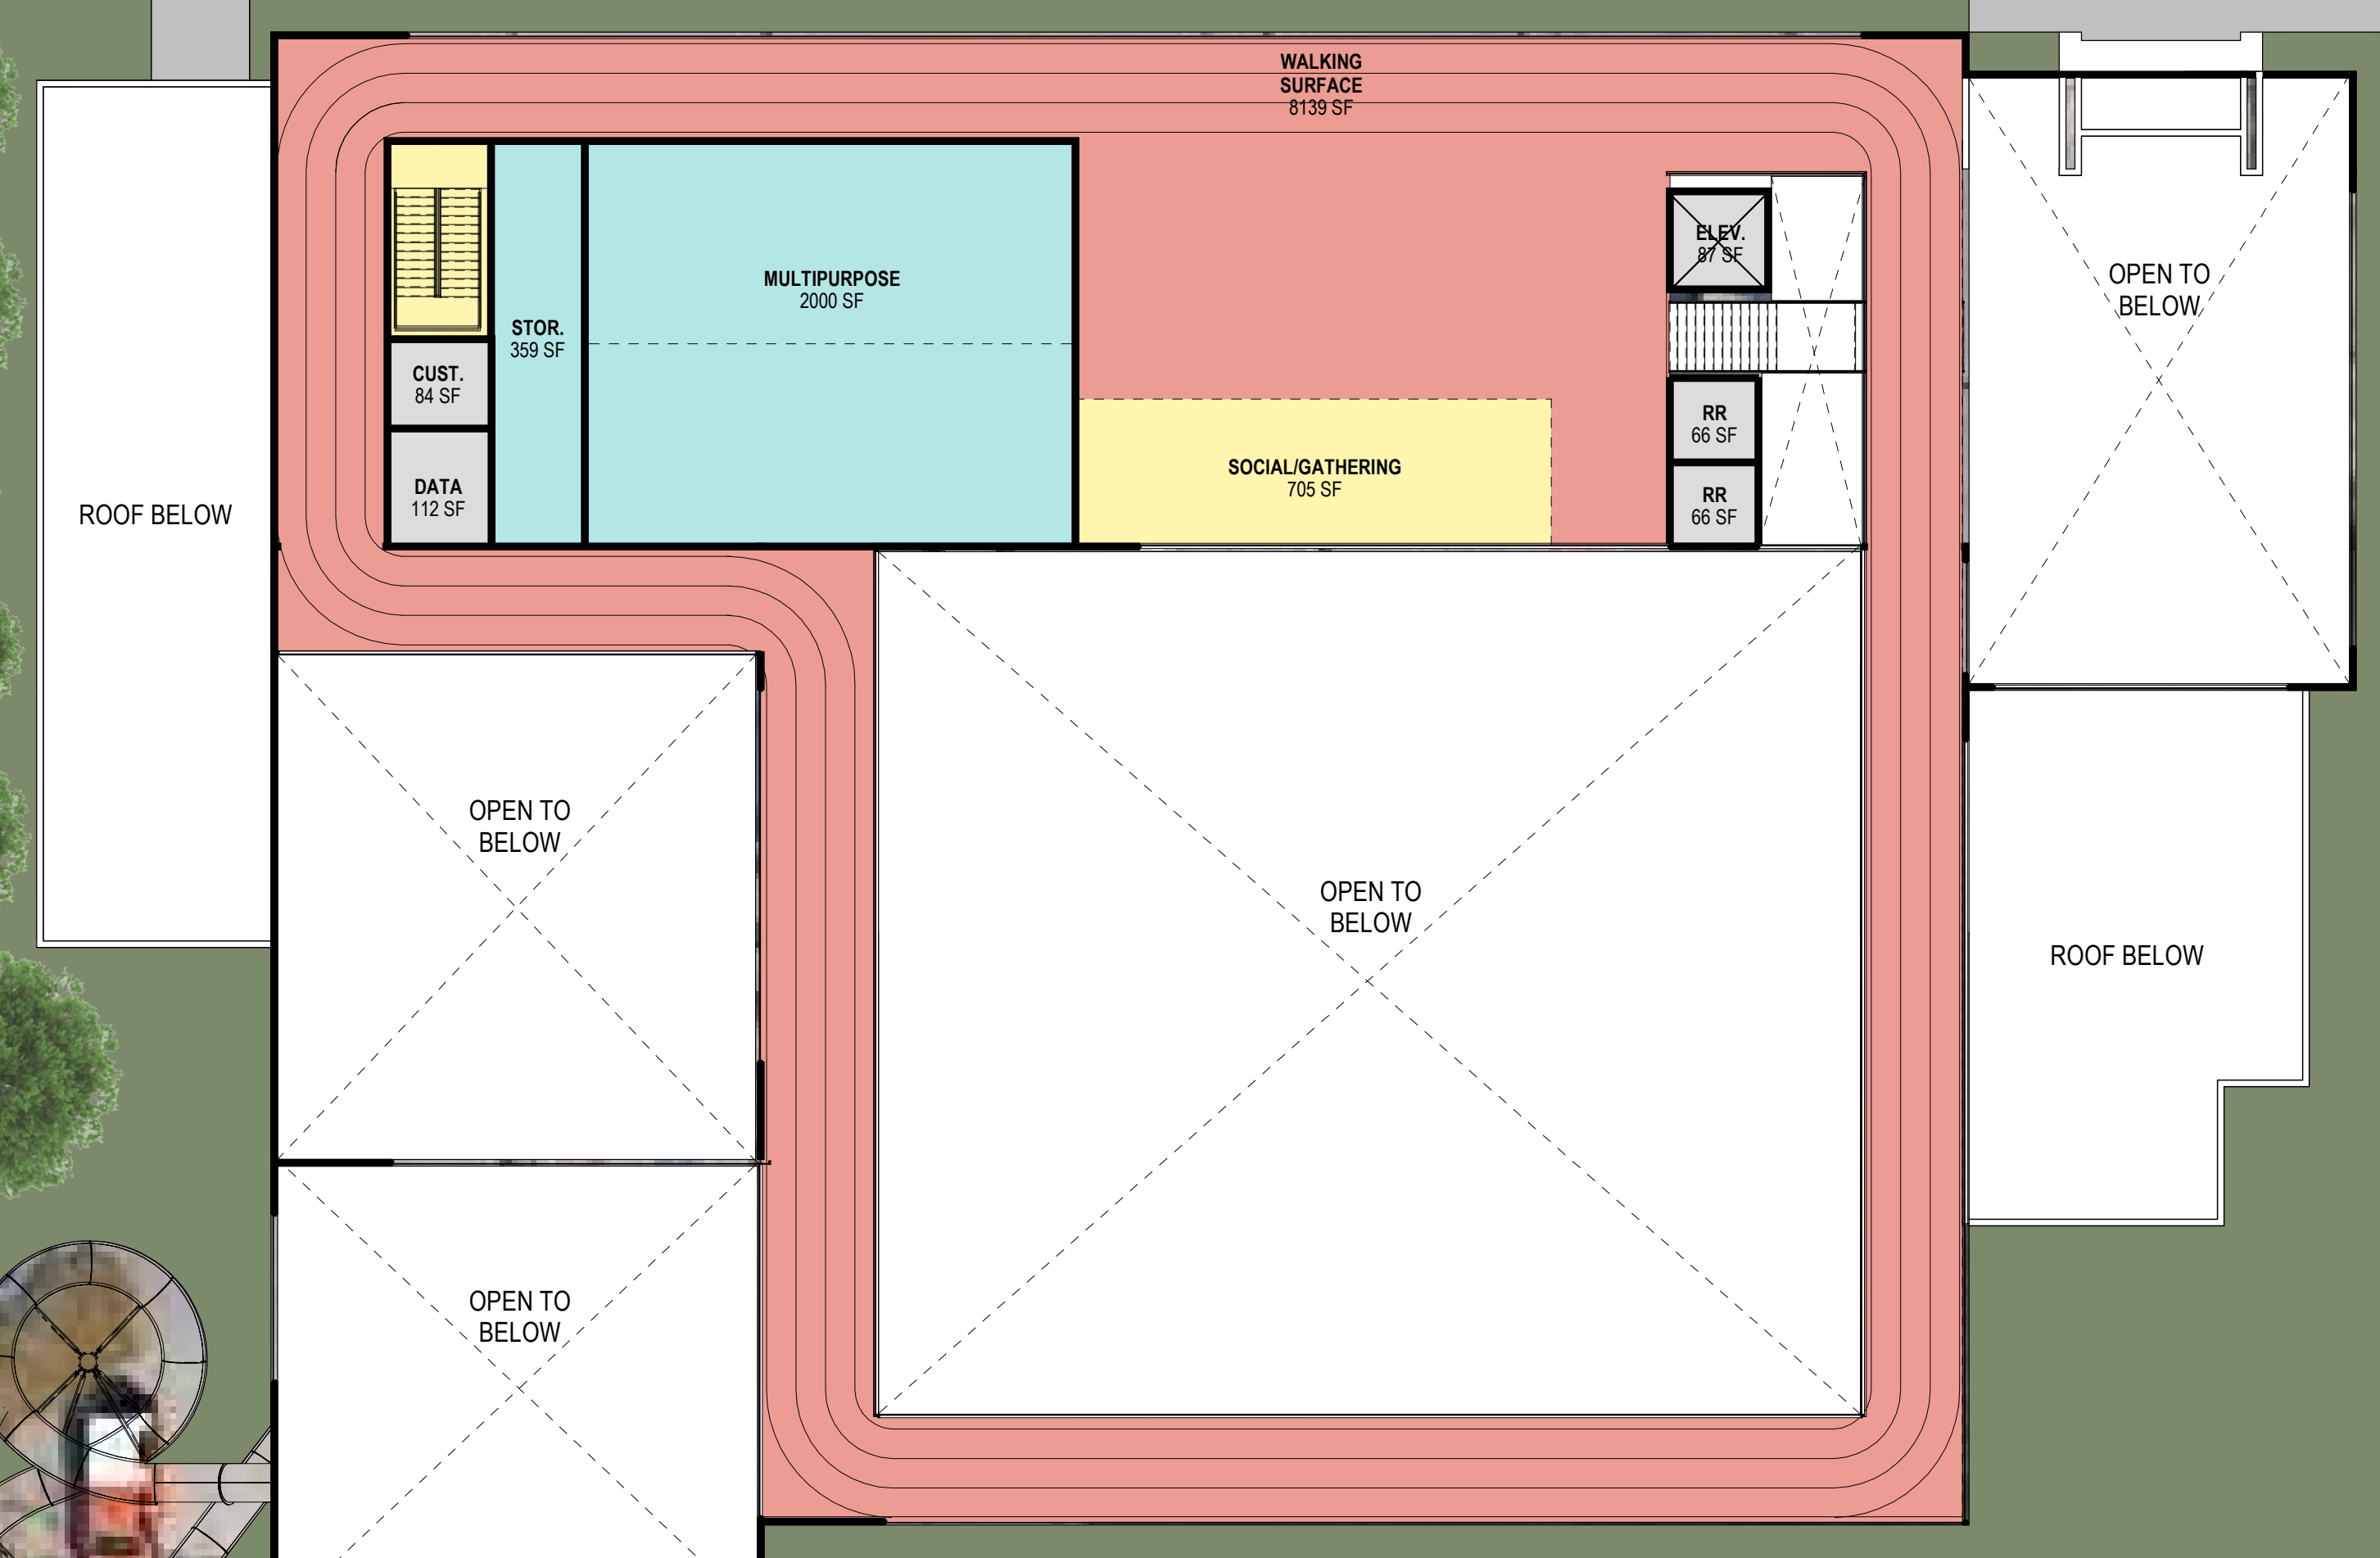 WALKING
SURFACE
8139 SF
ELEV.
87 SF
OPEN TO
BELOW
MULTIPURPOSE
2000 SF
STOR.
359 SF
CUST.
84 SF
RR
66 SF
SOCIAL/GATHERING
705 SF
DATA
112 SF
RR
66 SF
ROOF BELOW
OPEN TO
BELOW
OPEN TO
BELOW
ROOF BELOW
OPEN TO
BELOW